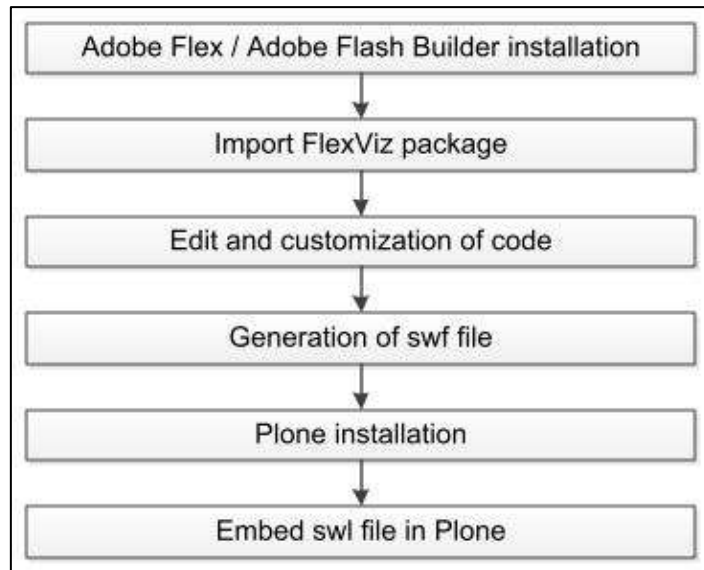 Adobe Flex / Adobe Flash Builder installation
Import FlexViz package
Edit and customization of code
Generation of swf file
Plone installation
Embed swl file in Plone